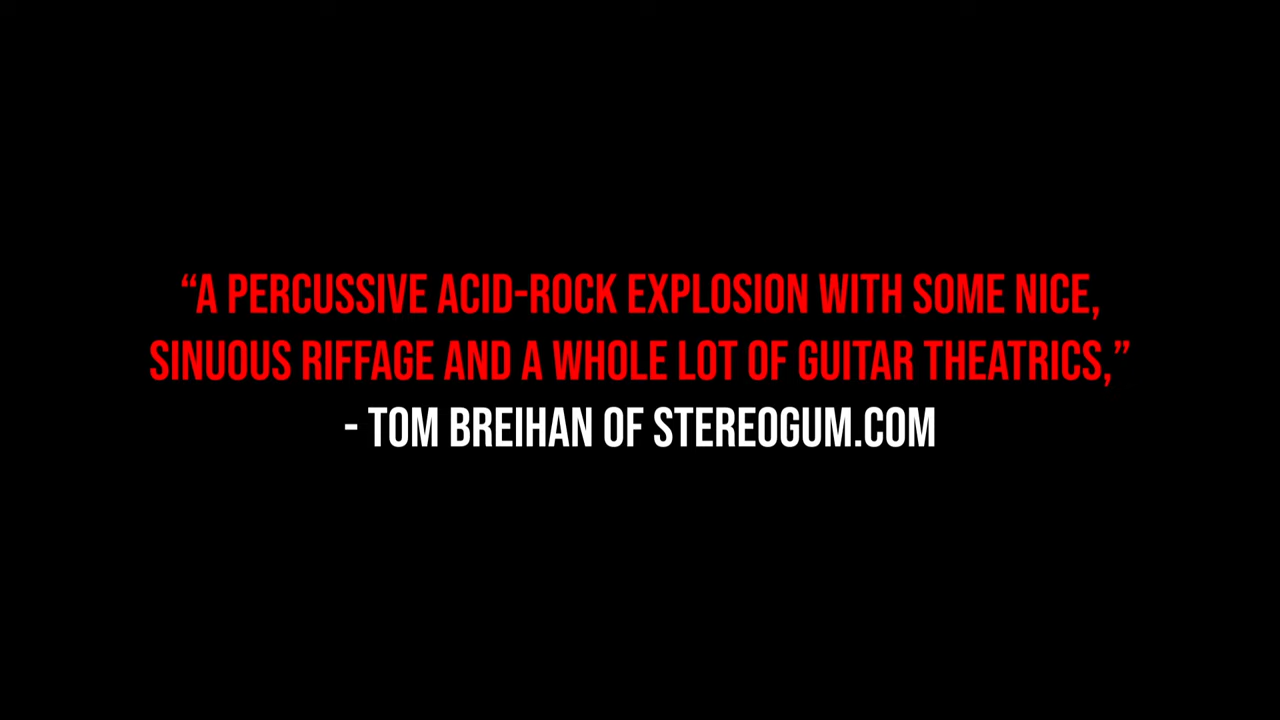 “A PERCUSSIVE ACID-ROCK EXPLOSION WITH SOME NICE,
SINUOUS RIFFAGE AND A WHOLE LOT OF GUITAR THEATRICS,”
- TOM BREIHAN OF STEREOGUM.COM